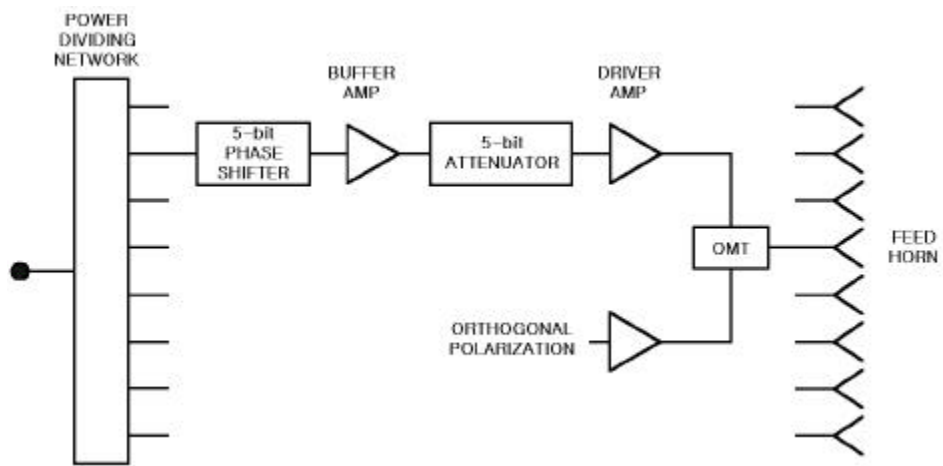 POWER
DIVIDING
NETWORK
BUFFER
AMP
DRIVER
AMP
5-bit
PHASE
SHIFTER
5-bit
ATTENUATOR
OMT
FEED
HORN
ORTHOGONAL
POLARIZATION